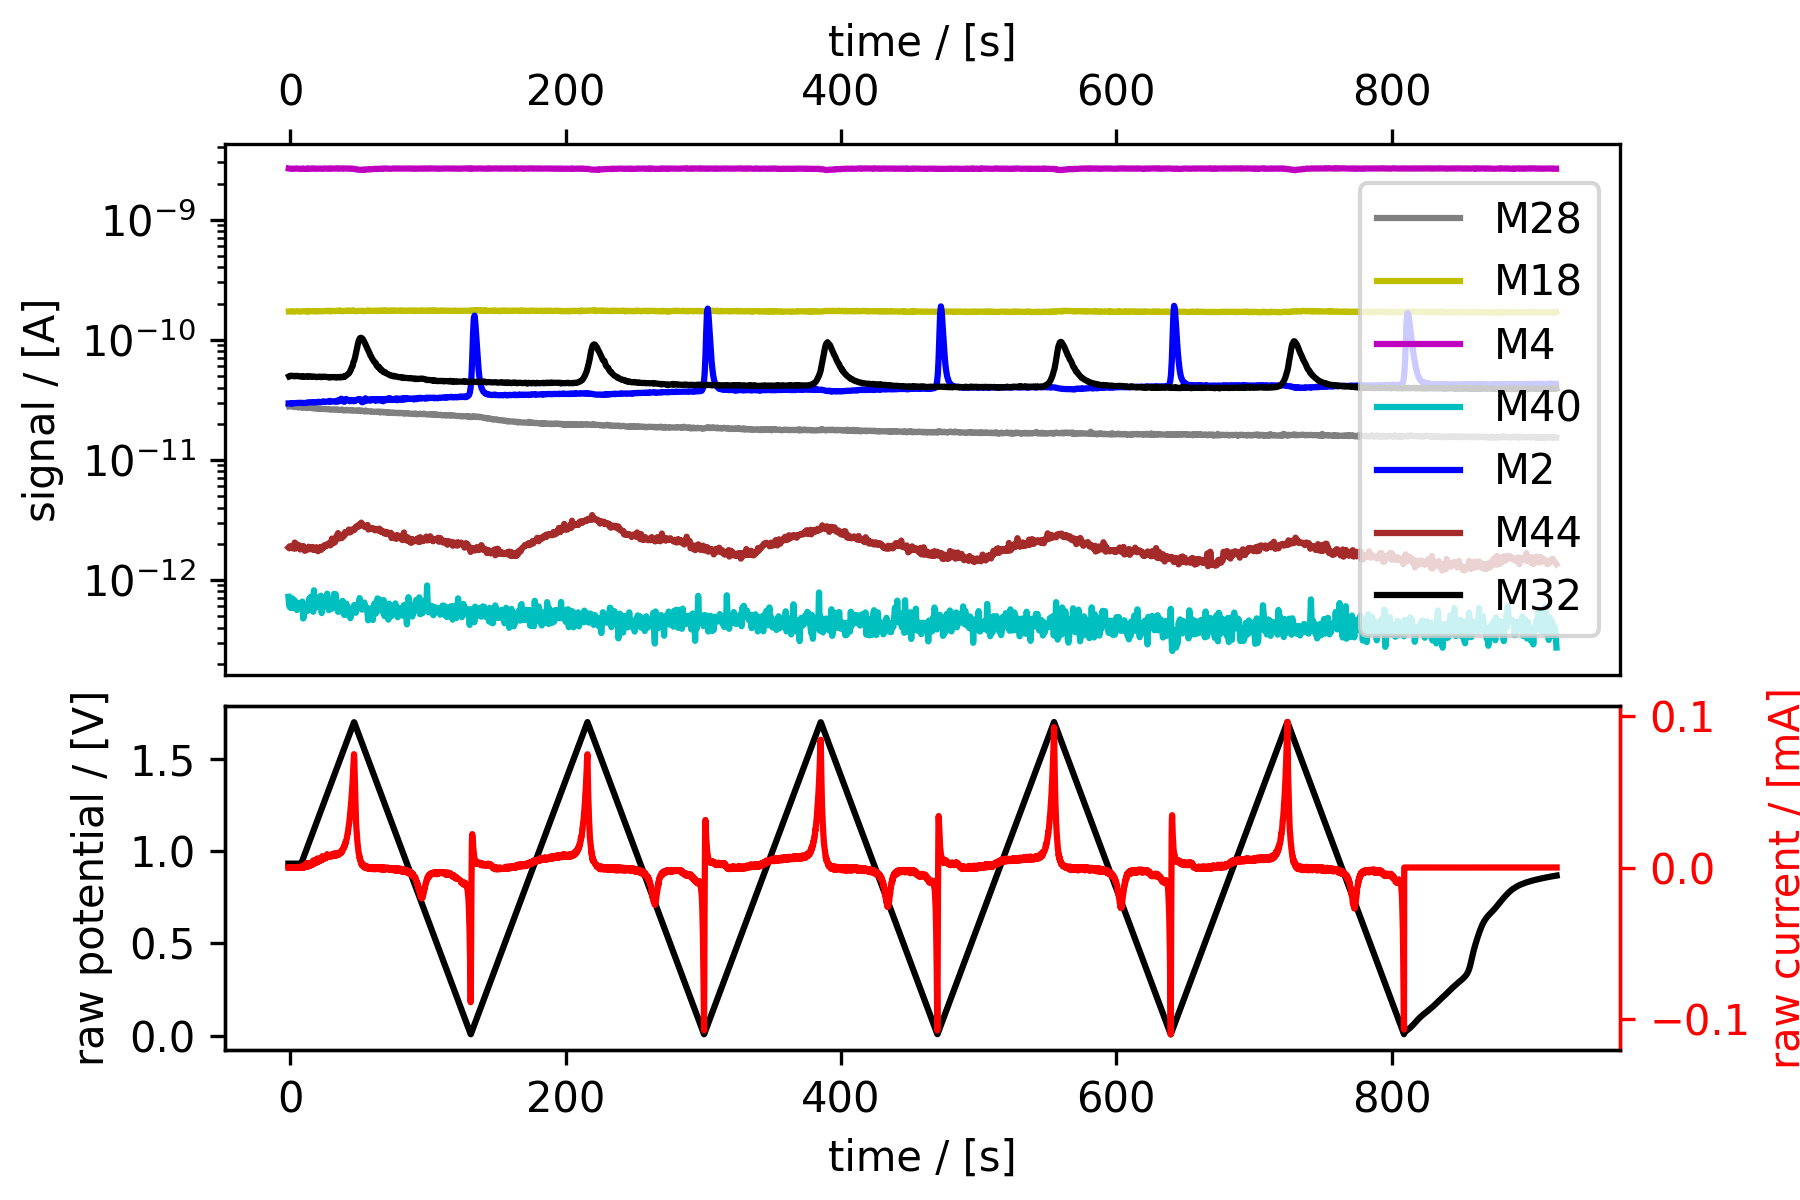 time / [s]
0 200 400 600 800
signal / [A]
10⁻⁹
10⁻¹⁰
10⁻¹¹
10⁻¹²
M28
M18
M4
M40
M2
M44
M32
raw potential / [V]
1.5
1.0
0.5
0.0
0.1
0.0
−0.1
raw current / [mA]
0 200 400 600 800
time / [s]